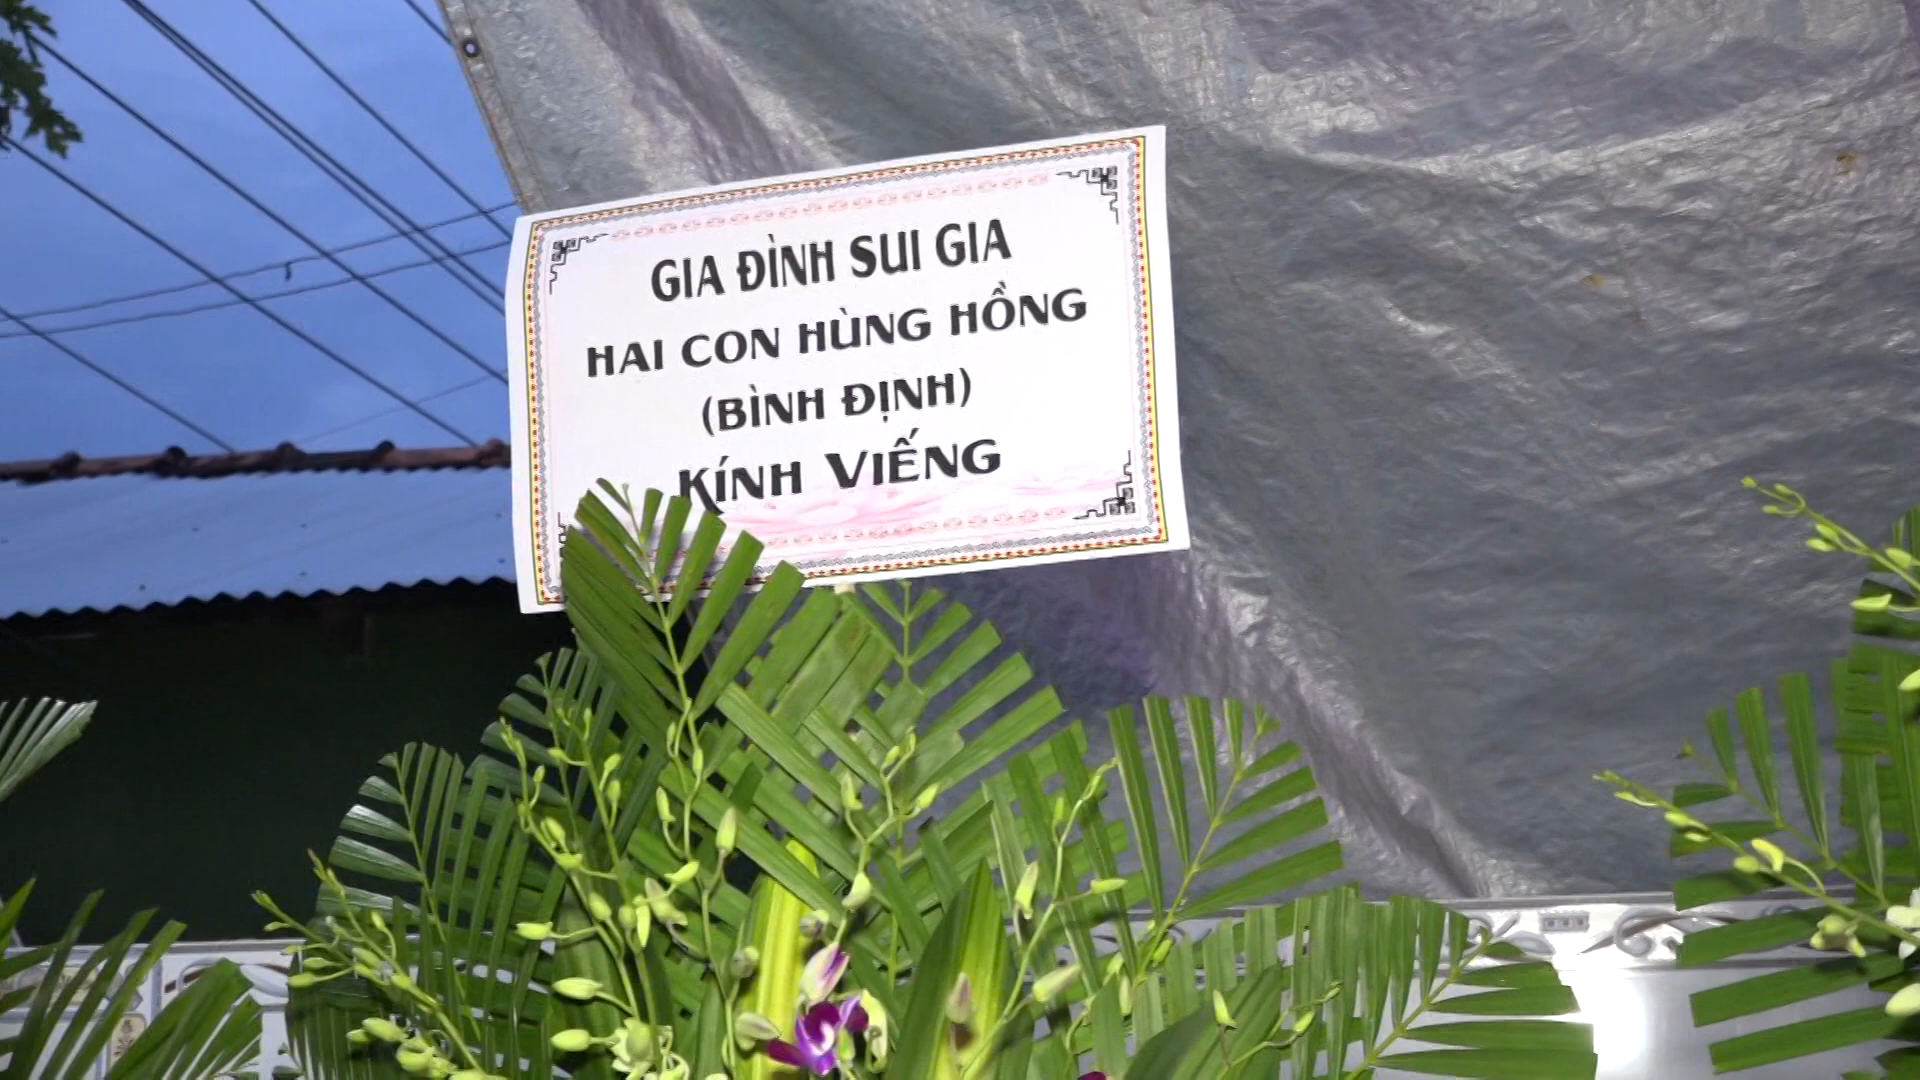 GIA ĐÌNH SUI GIA
HAI CON HÙNG HỒNG
(BÌNH ĐỊNH)
KÍNH VIẾNG